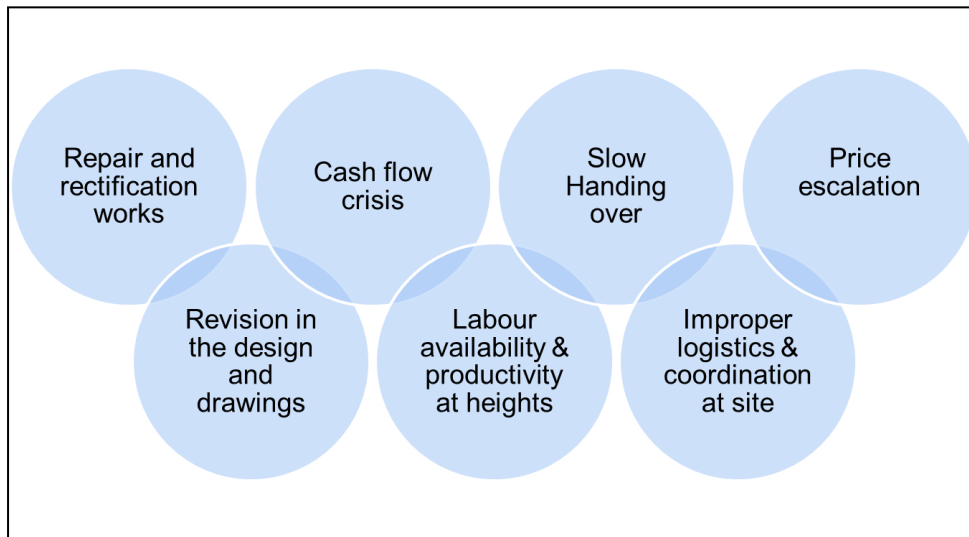 Repair and
rectification
works
Cash flow
crisis
Slow
Handing
over
Price
escalation
Revision in
the design
and
drawings
Labour
availability &
productivity
at heights
Improper
logistics &
coordination
at site